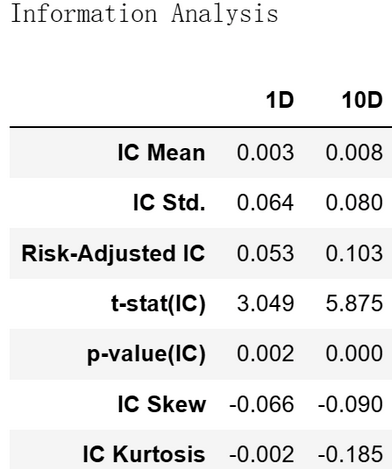 Information Analysis
1D 10D
IC Mean 0.003 0.008
IC Std. 0.064 0.080
Risk-Adjusted IC 0.053 0.103
t-stat(IC) 3.049 5.875
p-value(IC) 0.002 0.000
IC Skew -0.066 -0.090
IC Kurtosis -0.002 -0.185